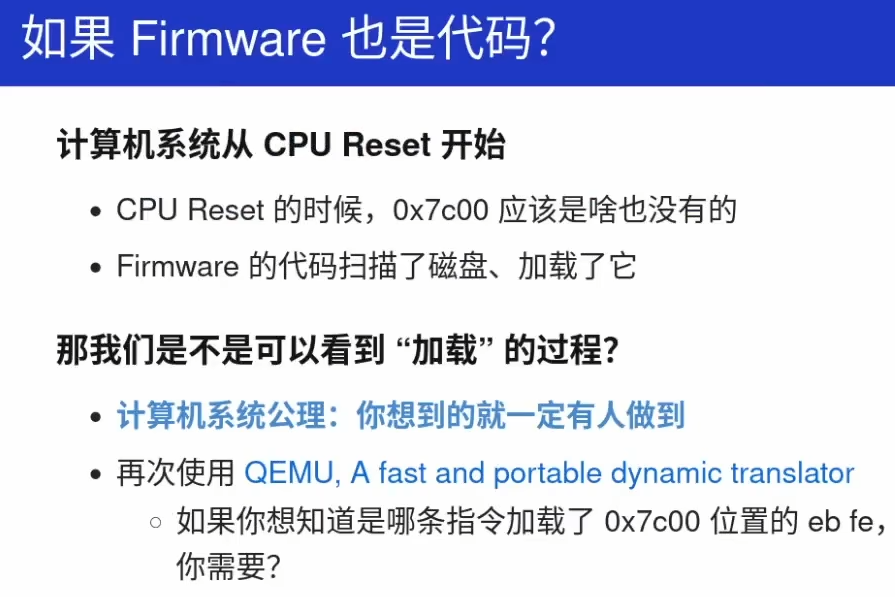 如果 Firmware 也是代码？
计算机系统从 CPU Reset 开始
CPU Reset 的时候，0x7c00 应该是啥也没有的
Firmware 的代码扫描了磁盘、加载了它
那我们是不是可以看到 “加载” 的过程？
计算机系统公理：你想到的就一定有人做到
再次使用 QEMU, A fast and portable dynamic translator
如果你想知道是哪条指令加载了 0x7c00 位置的 eb fe，
你需要？